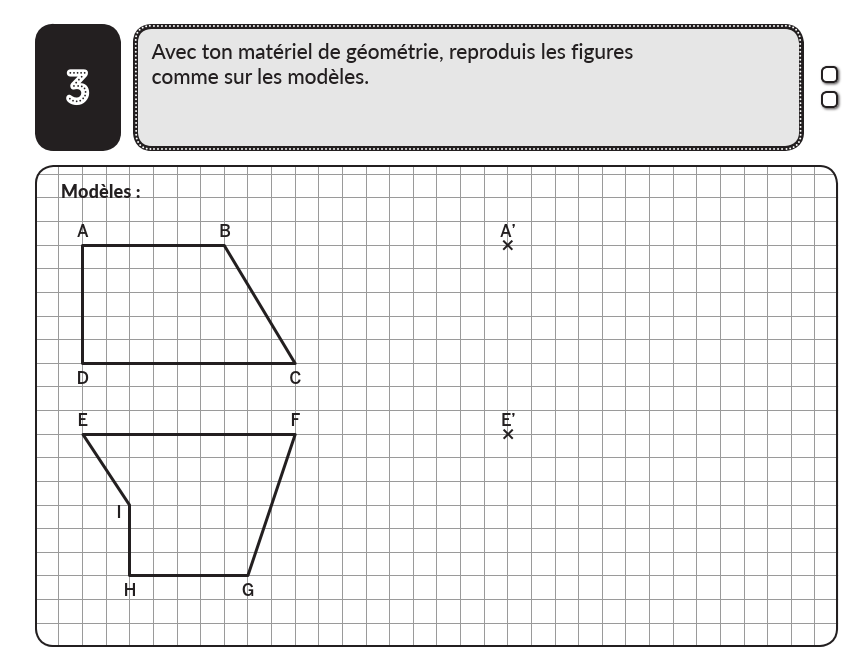 3
Avec ton matériel de géométrie, reproduis les figures
comme sur les modèles.
Modèles :
A B A'
D C
E F E'
I
H G